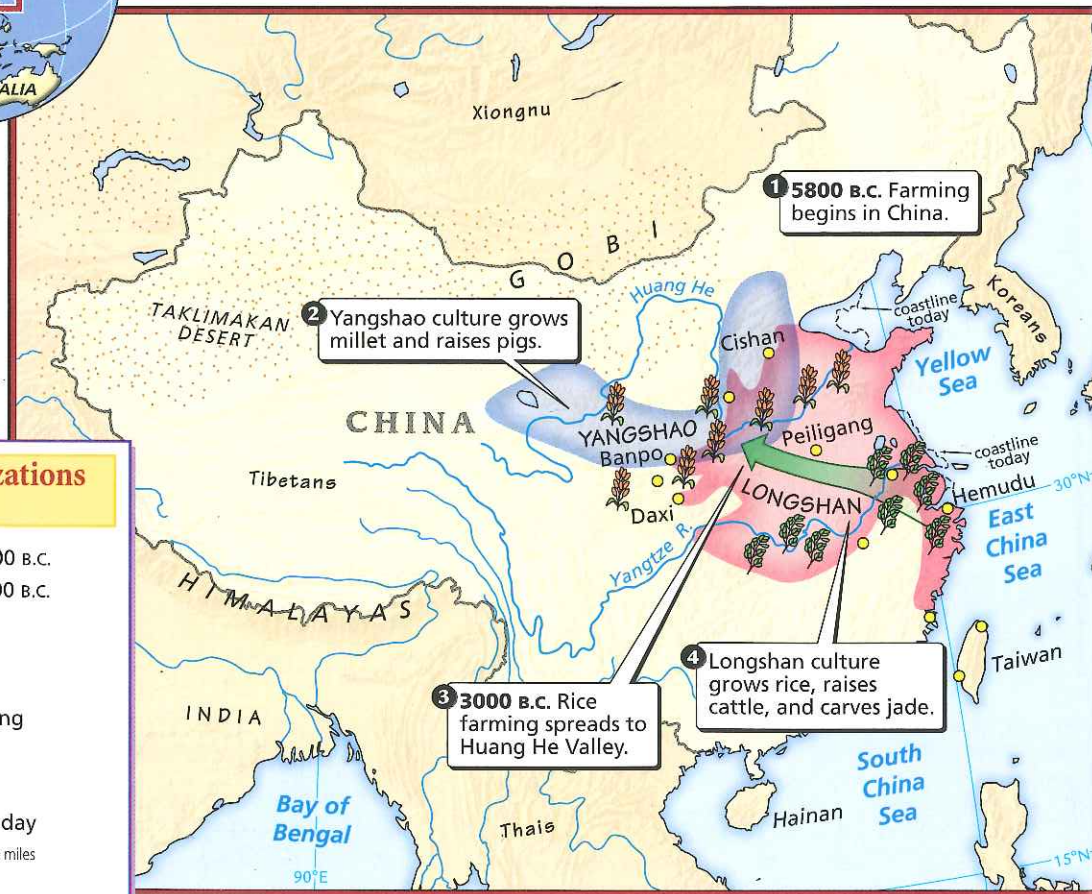 ALIA
Xiongnu
1 5800 B.C. Farming
begins in China.
G O B I
Huang He
TAKLIMAKAN
DESERT
2 Yangshao culture grows
millet and raises pigs.
coastline
today
Koreans
Cishan
Yellow
Sea
CHINA
YANGSHAO
Banpo
Peiligang
coastline
today
zations
Tibetans
LONGSHAN
Hemudu
30°N
Daxi
East
China
Sea
Yangtze R.
00 B.C.
00 B.C.
HIMALAYAS
4 Longshan culture
grows rice, raises
cattle, and carves jade.
Taiwan
3 3000 B.C. Rice
farming spreads to
Huang He Valley.
INDIA
ng
South
China
Sea
Bay of
Bengal
Hainan
Thais
day
miles
90°E
15°N